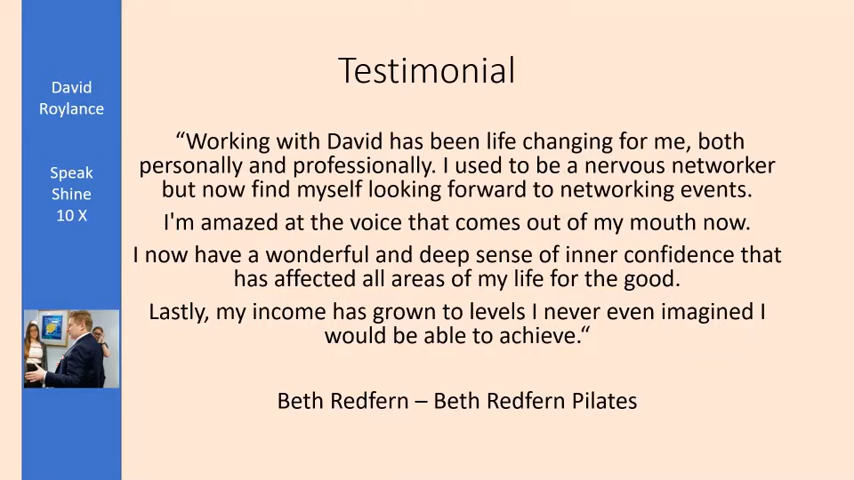 David
Roylance
Speak
Shine
10 X
Testimonial
“Working with David has been life changing for me, both
personally and professionally. I used to be a nervous networker
but now find myself looking forward to networking events.
I'm amazed at the voice that comes out of my mouth now.
I now have a wonderful and deep sense of inner confidence that
has affected all areas of my life for the good.
Lastly, my income has grown to levels I never even imagined I
would be able to achieve.“
Beth Redfern – Beth Redfern Pilates